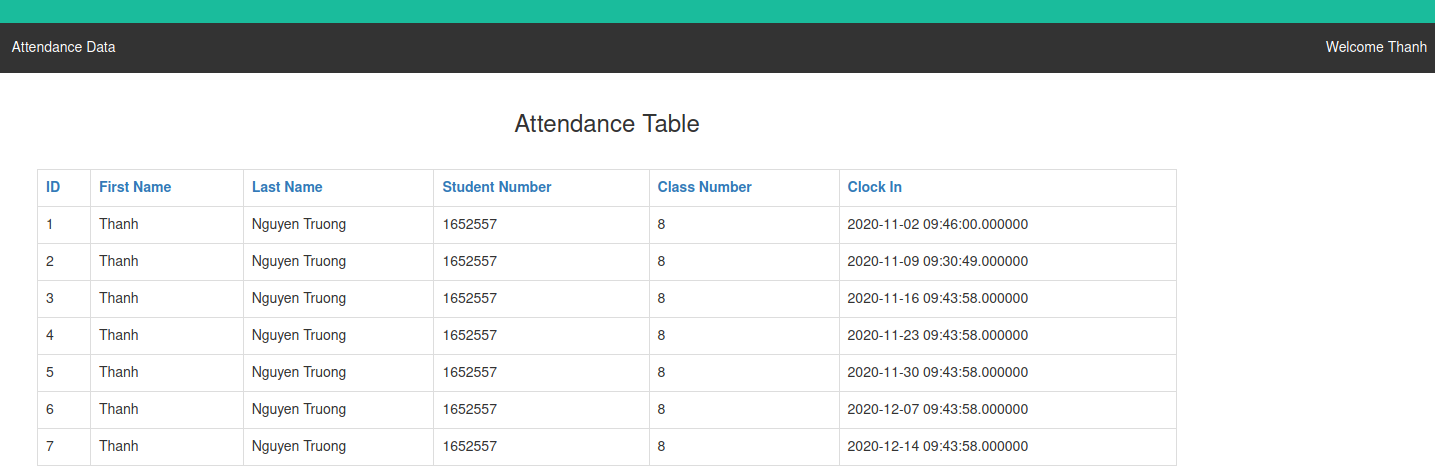 Attendance Data Welcome Thanh
Attendance Table
ID First Name Last Name Student Number Class Number Clock In
1 Thanh Nguyen Truong 1652557 8 2020-11-02 09:46:00.000000
2 Thanh Nguyen Truong 1652557 8 2020-11-09 09:30:49.000000
3 Thanh Nguyen Truong 1652557 8 2020-11-16 09:43:58.000000
4 Thanh Nguyen Truong 1652557 8 2020-11-23 09:43:58.000000
5 Thanh Nguyen Truong 1652557 8 2020-11-30 09:43:58.000000
6 Thanh Nguyen Truong 1652557 8 2020-12-07 09:43:58.000000
7 Thanh Nguyen Truong 1652557 8 2020-12-14 09:43:58.000000